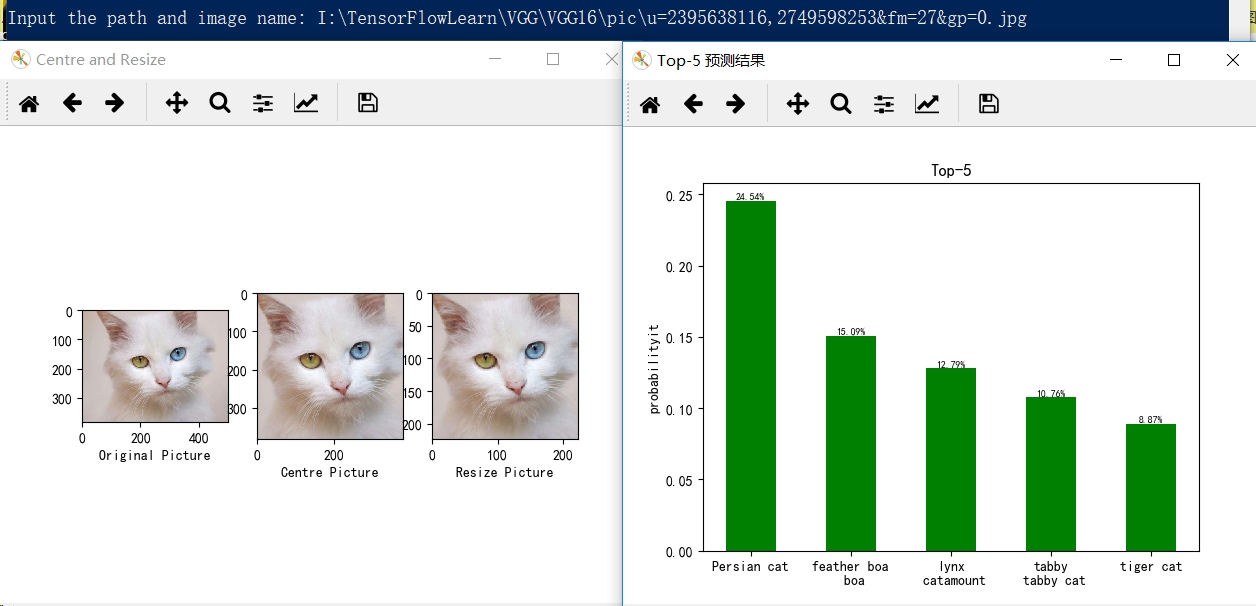 Input the path and image name: I:\TensorFlowLearn\VGG\VGG16\pic\u=2395638116,2749598253&fm=27&gp=0.jpg
Centre and Resize
0
100
200
300
0
200
400
Original Picture
0
100
200
300
0
200
Centre Picture
0
50
100
150
200
0
100
200
Resize Picture
Top-5 预测结果
Top-5
probabilityit
0.25
0.20
0.15
0.10
0.05
0.00
24.54%
15.09%
12.79%
10.76%
8.87%
Persian cat
feather boa
boa
lynx
catamount
tabby
tabby cat
tiger cat